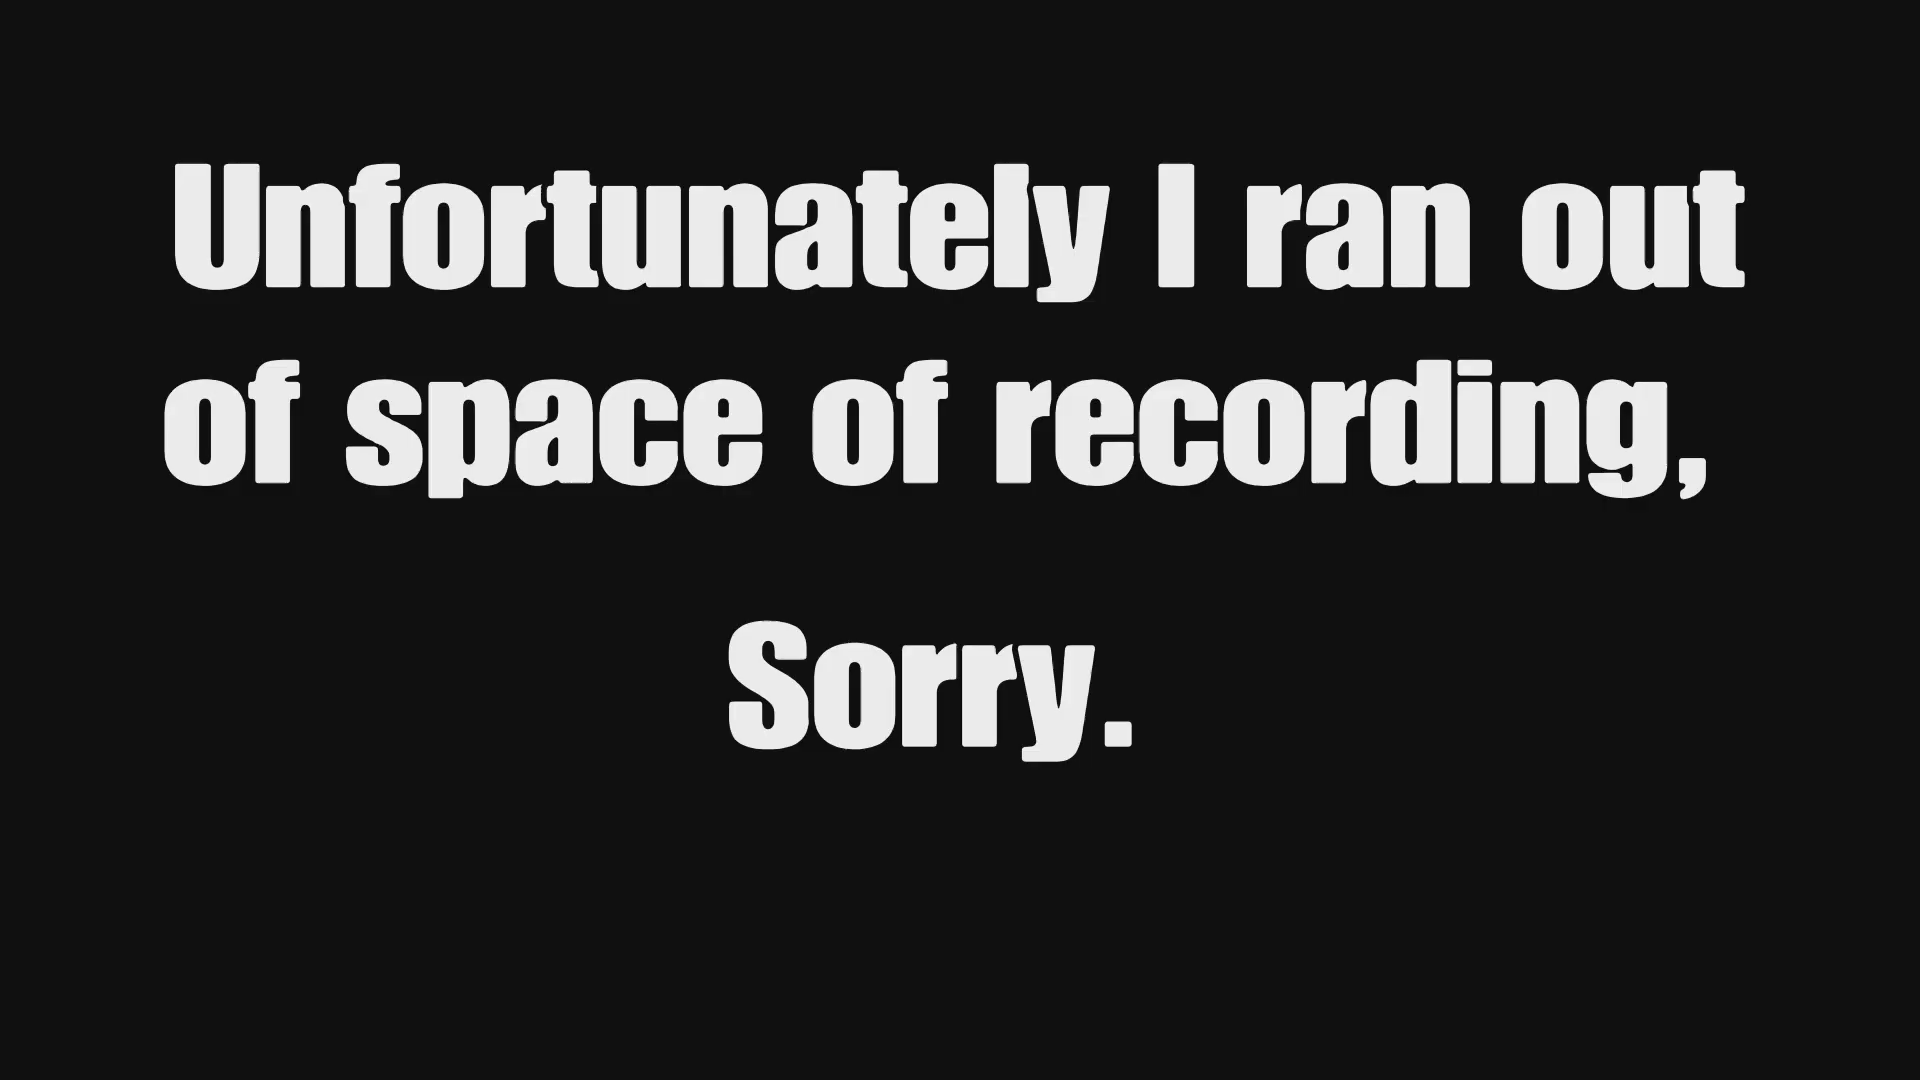 Unfortunately I ran out
of space of recording,
Sorry.